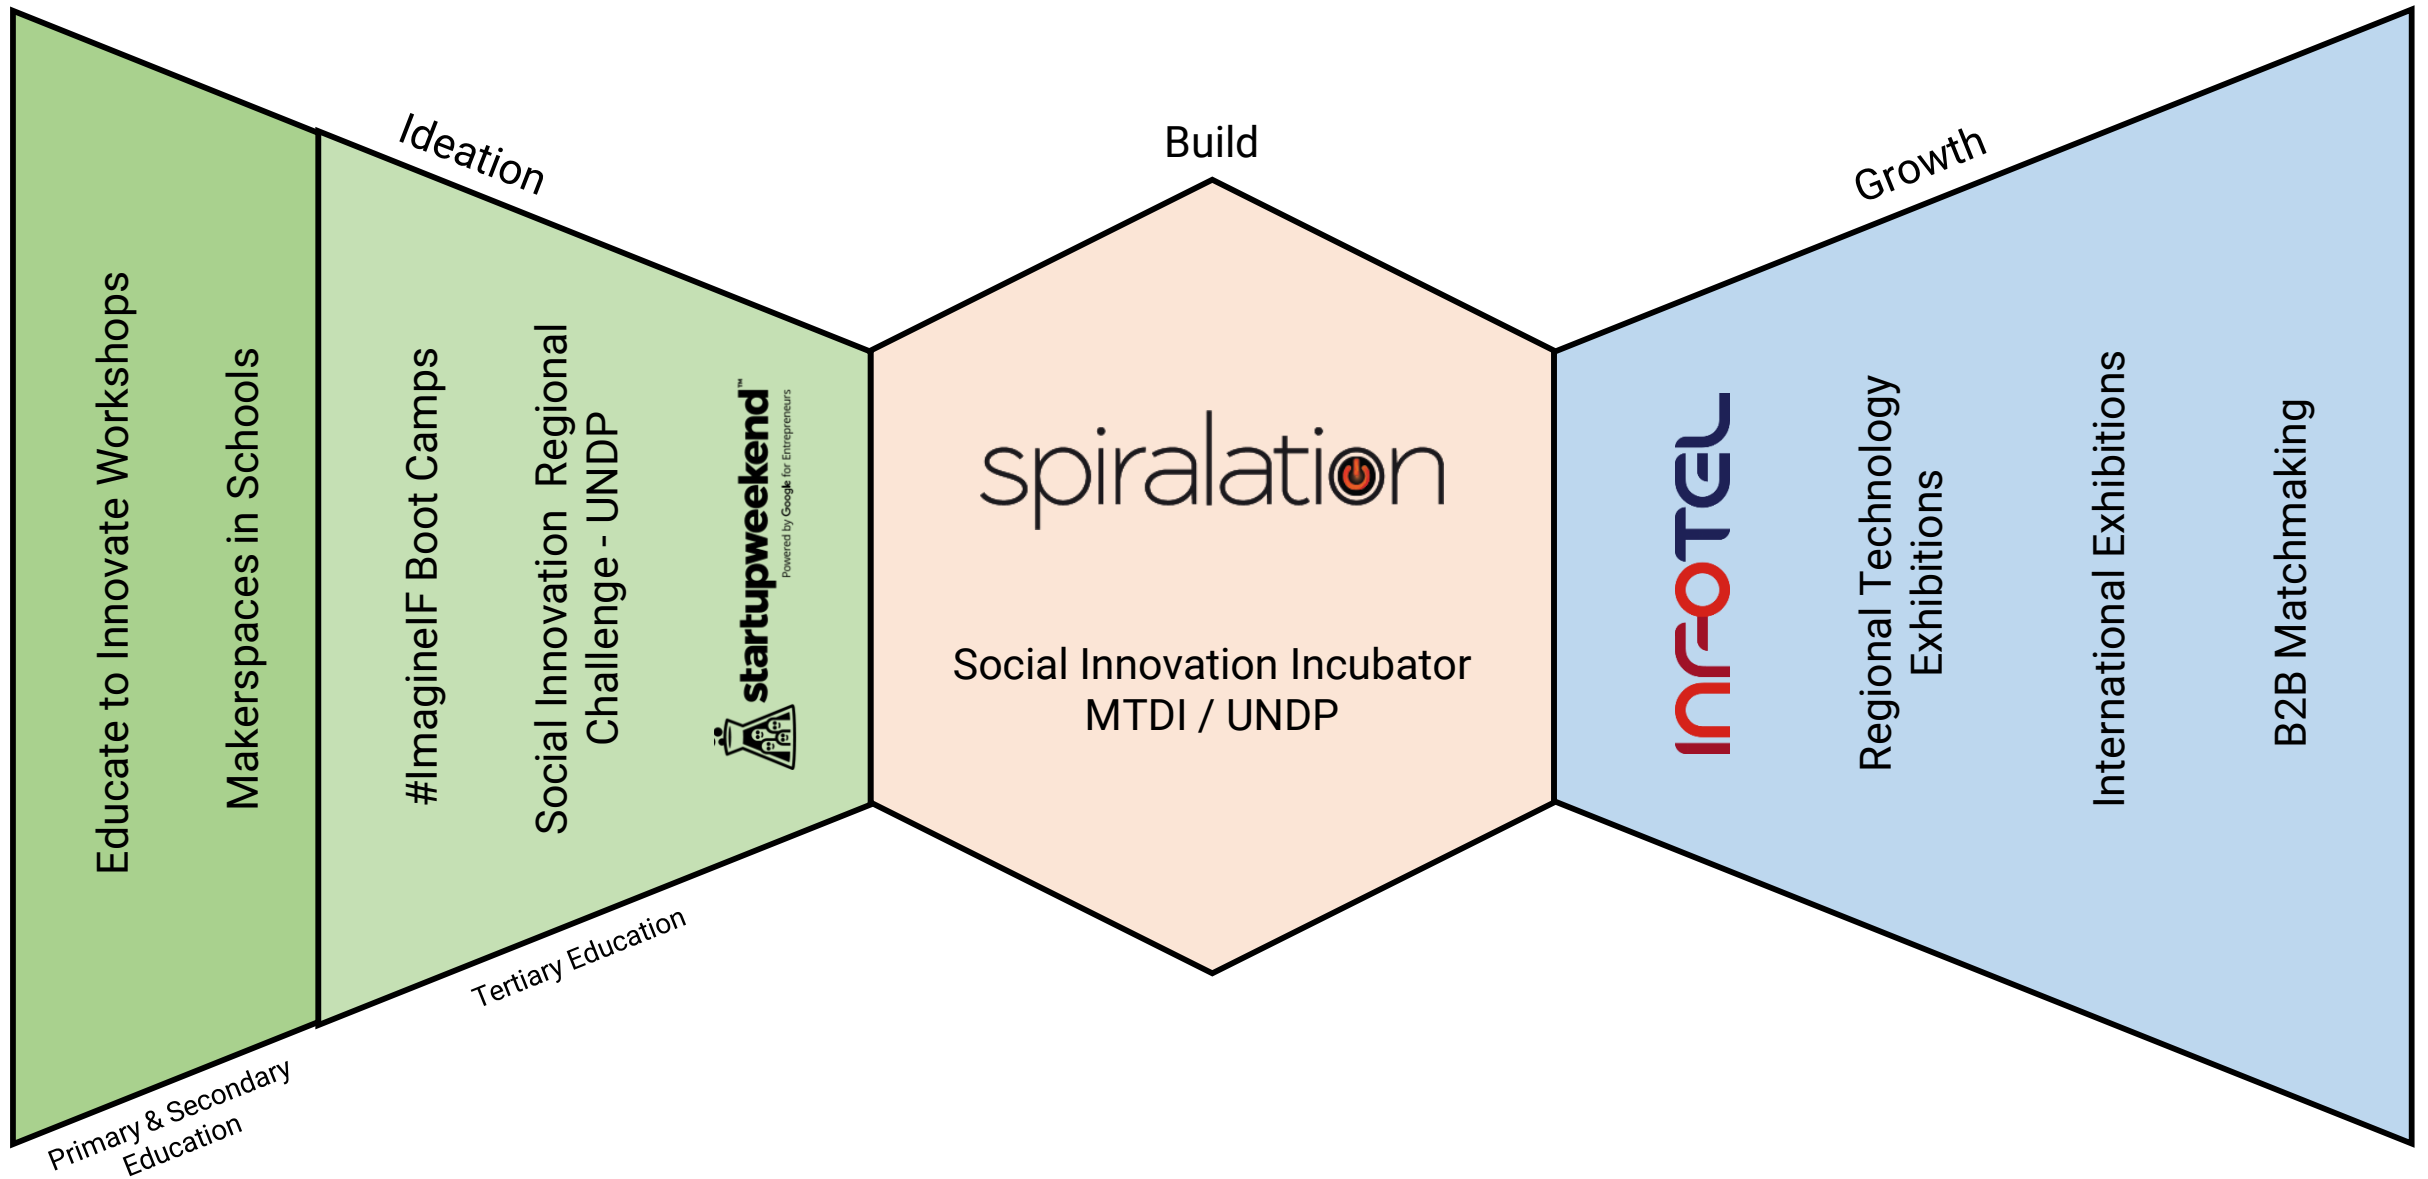 Ideation
Educate to Innovate Workshops
Makerspaces in Schools
Primary & Secondary
Education
#ImagineIF Boot Camps
Social Innovation Regional
Challenge - UNDP
startupweekend™
Powered by Google for Entrepreneurs
Tertiary Education
Build
spiralation
Social Innovation Incubator
MTDI / UNDP
Growth
INFOTEL
Regional Technology
Exhibitions
International Exhibitions
B2B Matchmaking